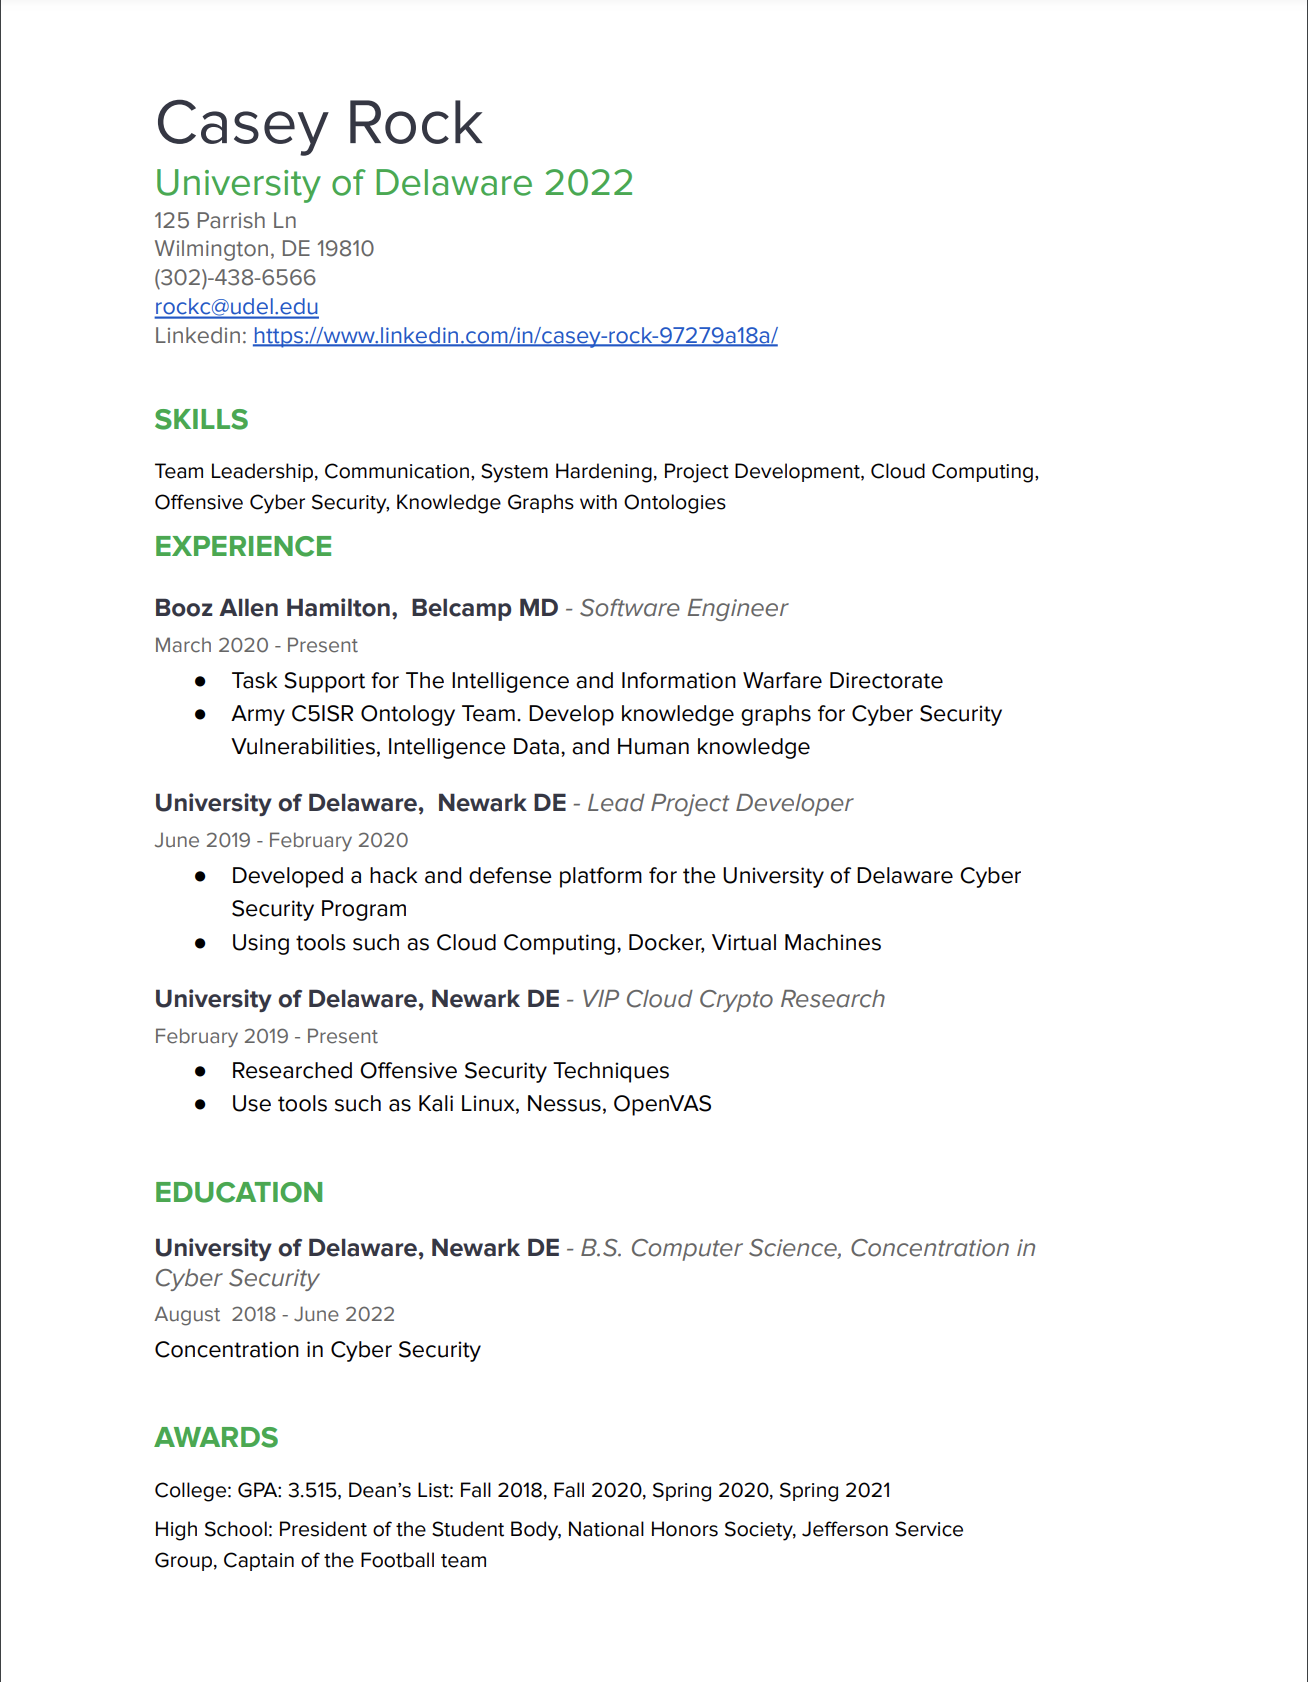 Casey Rock
University of Delaware 2022
125 Parrish Ln
Wilmington, DE 19810
(302)-438-6566
rockc@udel.edu
Linkedin: https://www.linkedin.com/in/casey-rock-97279a18a/
SKILLS
Team Leadership, Communication, System Hardening, Project Development, Cloud Computing,
Offensive Cyber Security, Knowledge Graphs with Ontologies
EXPERIENCE
Booz Allen Hamilton,  Belcamp MD - Software Engineer
March 2020 - Present
● Task Support for The Intelligence and Information Warfare Directorate
● Army C5ISR Ontology Team. Develop knowledge graphs for Cyber Security
Vulnerabilities, Intelligence Data, and Human knowledge
University of Delaware,  Newark DE - Lead Project Developer
June 2019 - February 2020
● Developed a hack and defense platform for the University of Delaware Cyber
Security Program
● Using tools such as Cloud Computing, Docker, Virtual Machines
University of Delaware, Newark DE - VIP Cloud Crypto Research
February 2019 - Present
● Researched Offensive Security Techniques
● Use tools such as Kali Linux, Nessus, OpenVAS
EDUCATION
University of Delaware, Newark DE - B.S. Computer Science, Concentration in
Cyber Security
August  2018 - June 2022
Concentration in Cyber Security
AWARDS
College: GPA: 3.515, Dean’s List: Fall 2018, Fall 2020, Spring 2020, Spring 2021
High School: President of the Student Body, National Honors Society, Jefferson Service
Group, Captain of the Football team